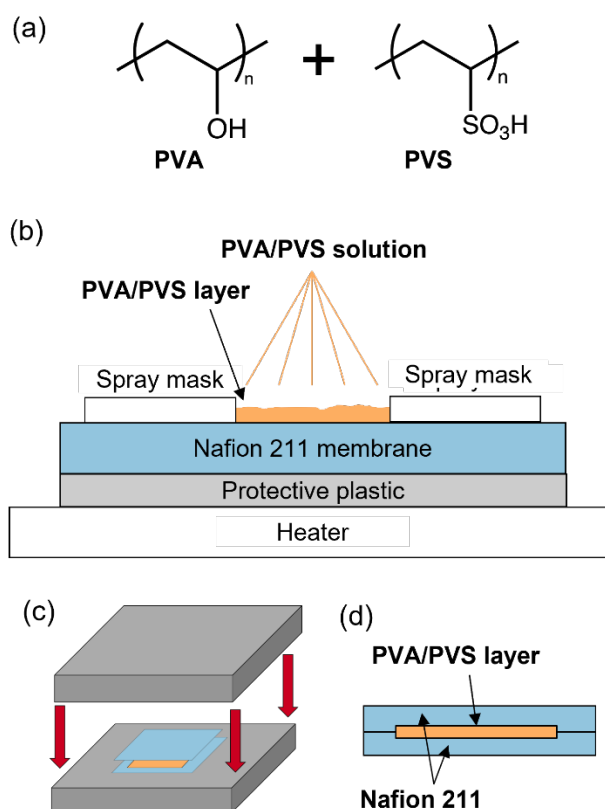 (a)
n
OH
PVA
+
n
SO₃H
PVS
(b)
PVA/PVS solution
PVA/PVS layer
Spray mask
Spray mask
Nafion 211 membrane
Protective plastic
Heater
(c)
(d)
PVA/PVS layer
Nafion 211